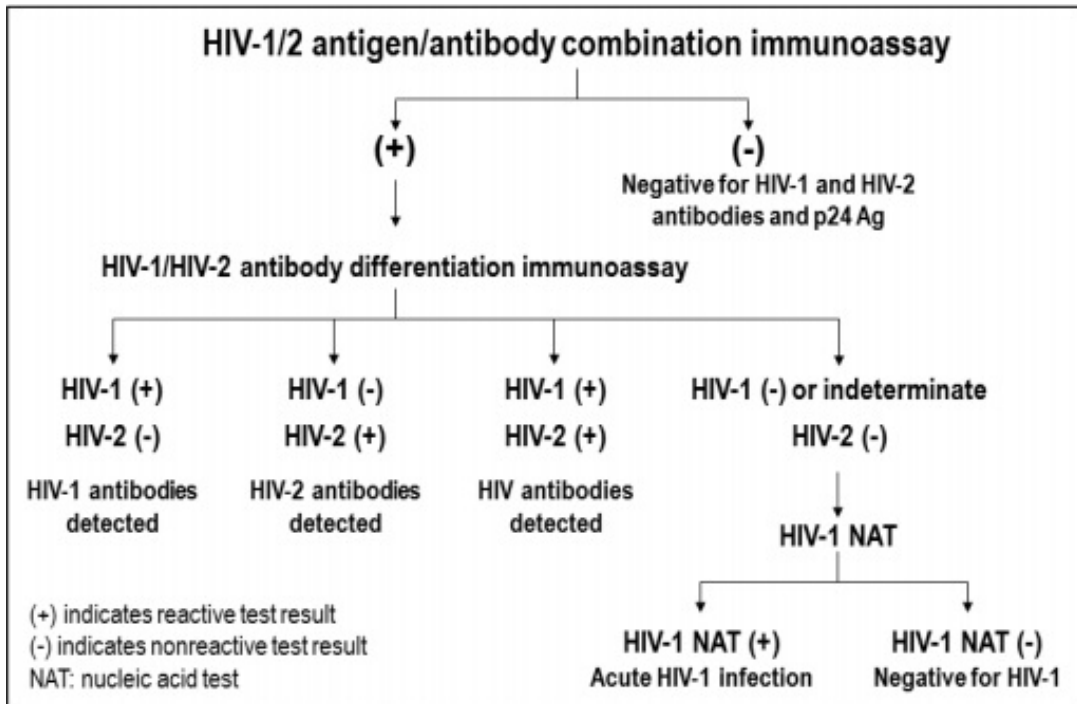 HIV-1/2 antigen/antibody combination immunoassay
(+)
(-)
Negative for HIV-1 and HIV-2
antibodies and p24 Ag
HIV-1/HIV-2 antibody differentiation immunoassay
HIV-1 (+)
HIV-2 (-)
HIV-1 antibodies
detected
HIV-1 (-)
HIV-2 (+)
HIV-2 antibodies
detected
HIV-1 (+)
HIV-2 (+)
HIV antibodies
detected
HIV-1 (-) or indeterminate
HIV-2 (-)
HIV-1 NAT
HIV-1 NAT (+)
Acute HIV-1 infection
HIV-1 NAT (-)
Negative for HIV-1
(+) indicates reactive test result
(-) indicates nonreactive test result
NAT: nucleic acid test